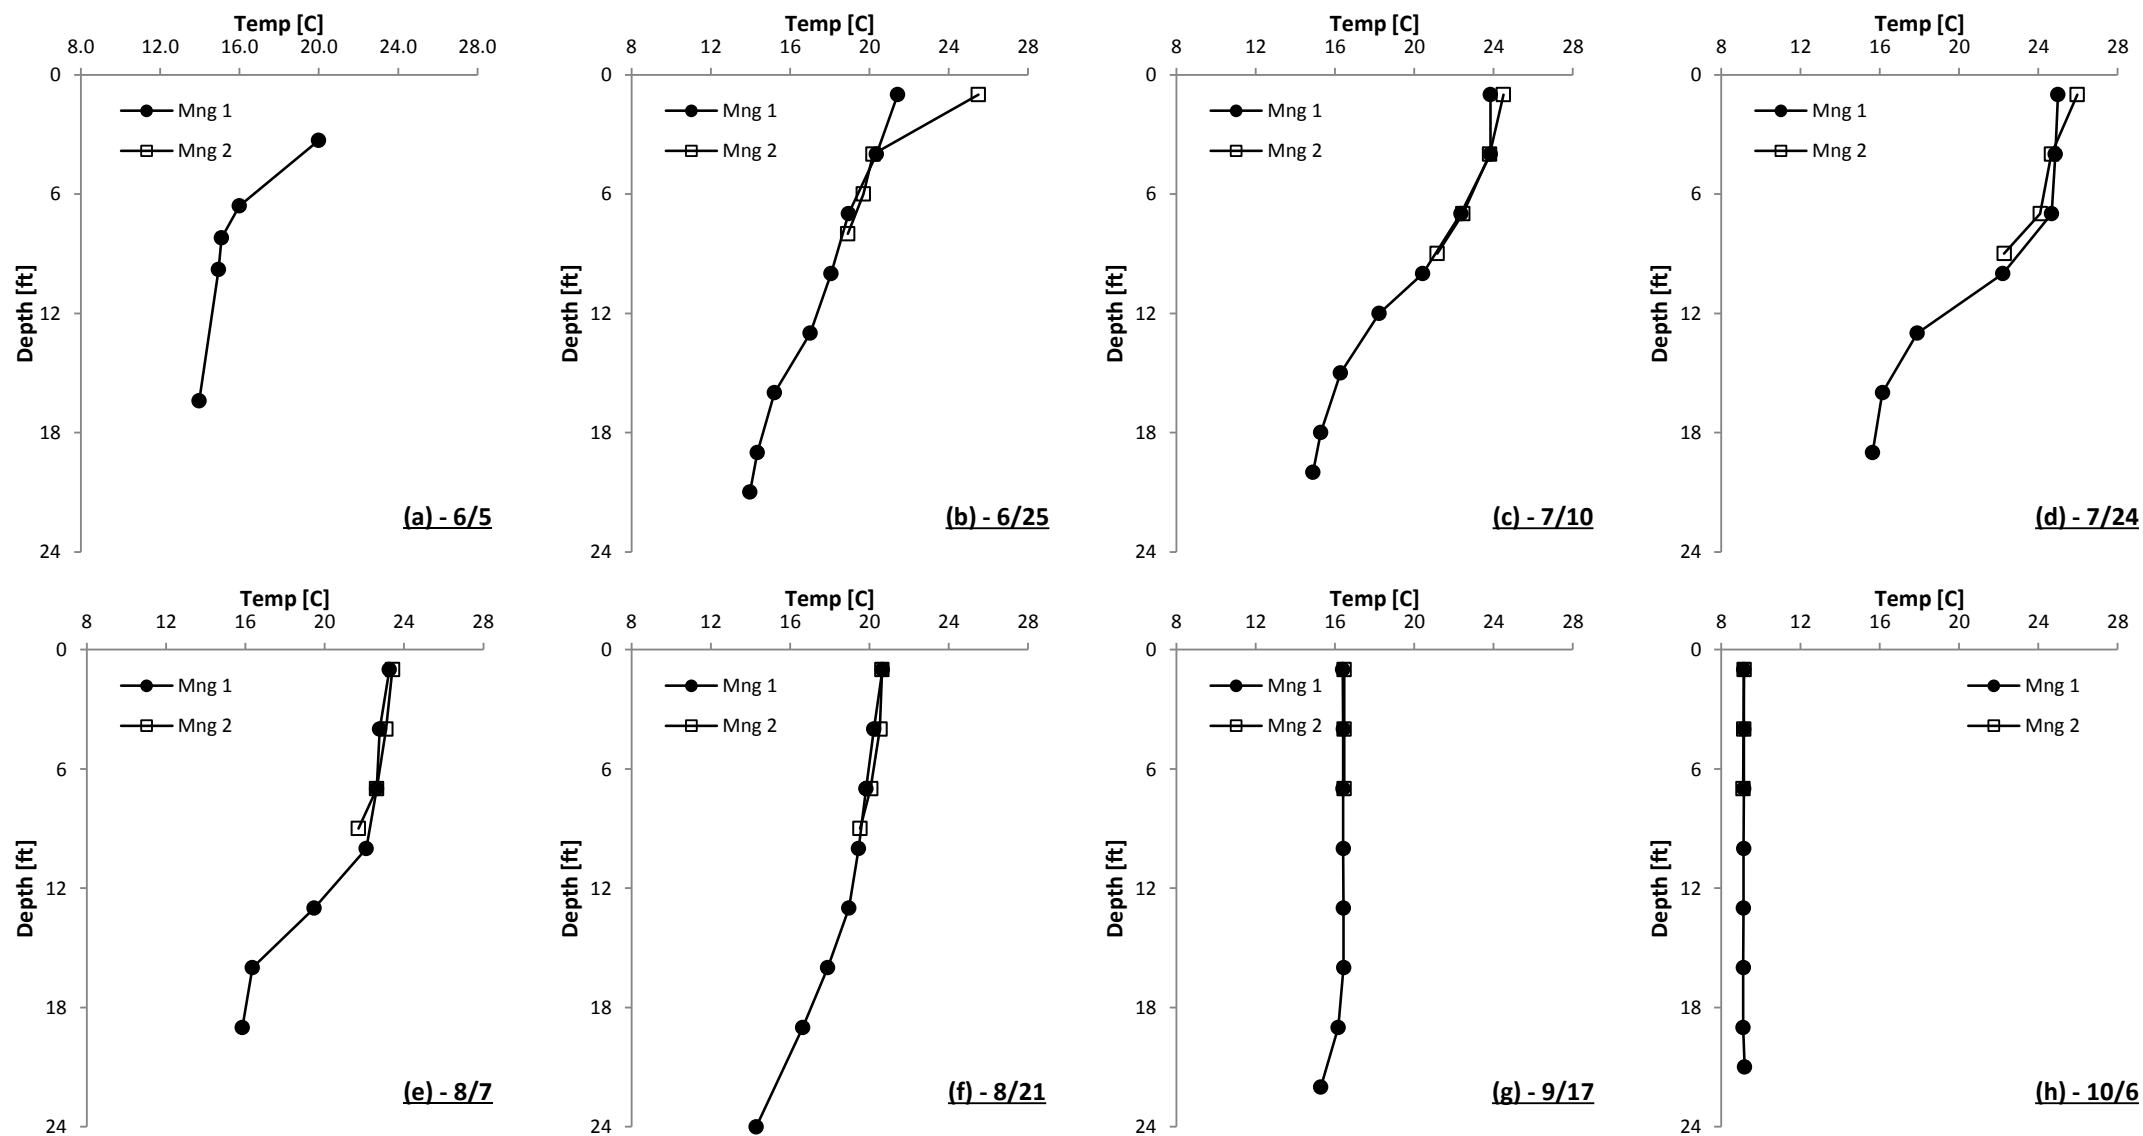 Temp [C]
8.0 12.0 16.0 20.0 24.0 28.0
0
6
12
18
24
Depth [ft]
Mng 1
Mng 2
(a) - 6/5
Temp [C]
8 12 16 20 24 28
0
6
12
18
24
Depth [ft]
Mng 1
Mng 2
(b) - 6/25
Temp [C]
8 12 16 20 24 28
0
6
12
18
24
Depth [ft]
Mng 1
Mng 2
(c) - 7/10
Temp [C]
8 12 16 20 24 28
0
6
12
18
24
Depth [ft]
Mng 1
Mng 2
(d) - 7/24
Temp [C]
8 12 16 20 24 28
0
6
12
18
24
Depth [ft]
Mng 1
Mng 2
(e) - 8/7
Temp [C]
8 12 16 20 24 28
0
6
12
18
24
Depth [ft]
Mng 1
Mng 2
(f) - 8/21
Temp [C]
8 12 16 20 24 28
0
6
12
18
24
Depth [ft]
Mng 1
Mng 2
(g) - 9/17
Temp [C]
8 12 16 20 24 28
0
6
12
18
24
Depth [ft]
Mng 1
Mng 2
(h) - 10/6